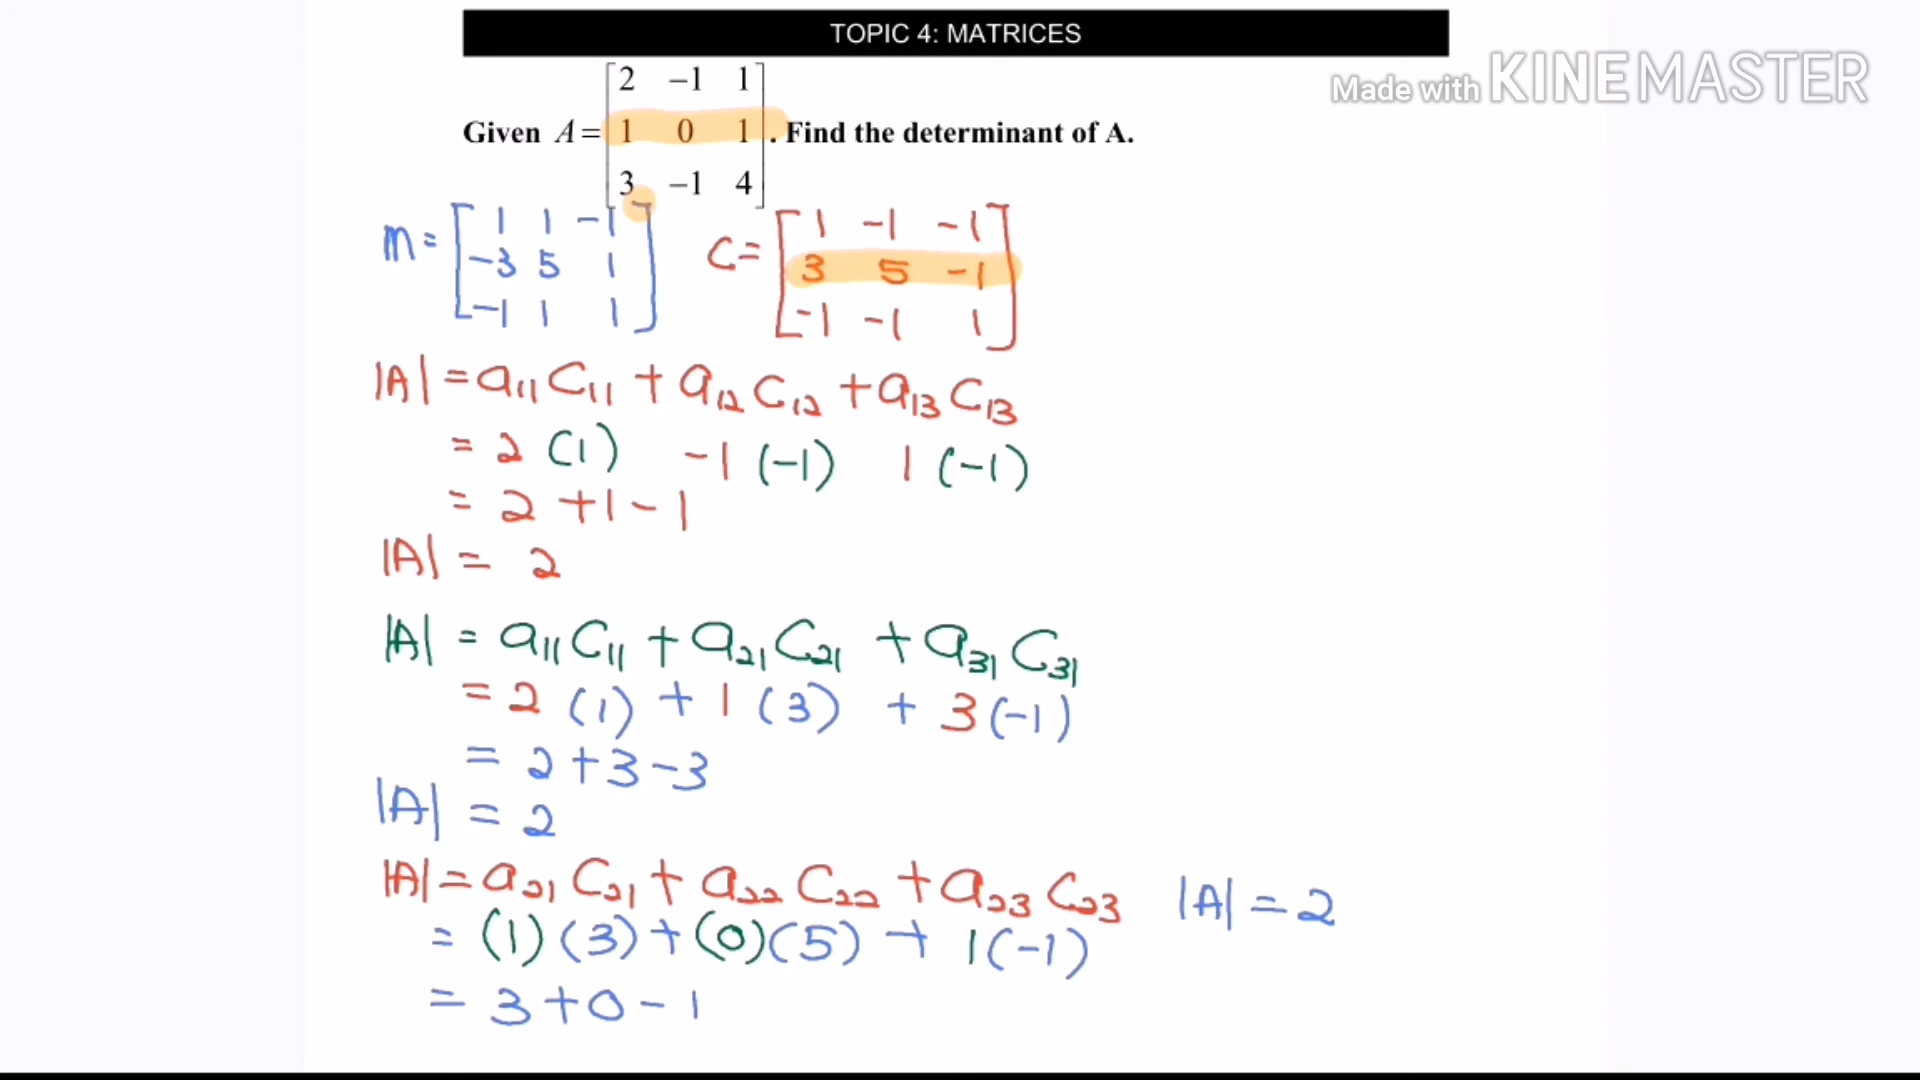 TOPIC 4: MATRICES
Made with KINEMASTER
2 -1 1
Given A = 1 0 1 . Find the determinant of A.
3 -1 4
1 1 -1
m = -3 5 1
-1 1 1
1 -1 -1
C = 3 5 -1
-1 -1 1
|A| = a11 C11 + a12 C12 + a13 C13
= 2 (1) -1 (-1) 1 (-1)
= 2 + 1 - 1
|A| = 2
|A| = a11 C11 + a21 C21 + a31 C31
= 2 (1) + 1 (3) + 3 (-1)
= 2 + 3 - 3
|A| = 2
|A| = a21 C21 + a22 C22 + a23 C23 |A| = 2
= (1) (3) + (0) (5) + 1 (-1)
= 3 + 0 - 1